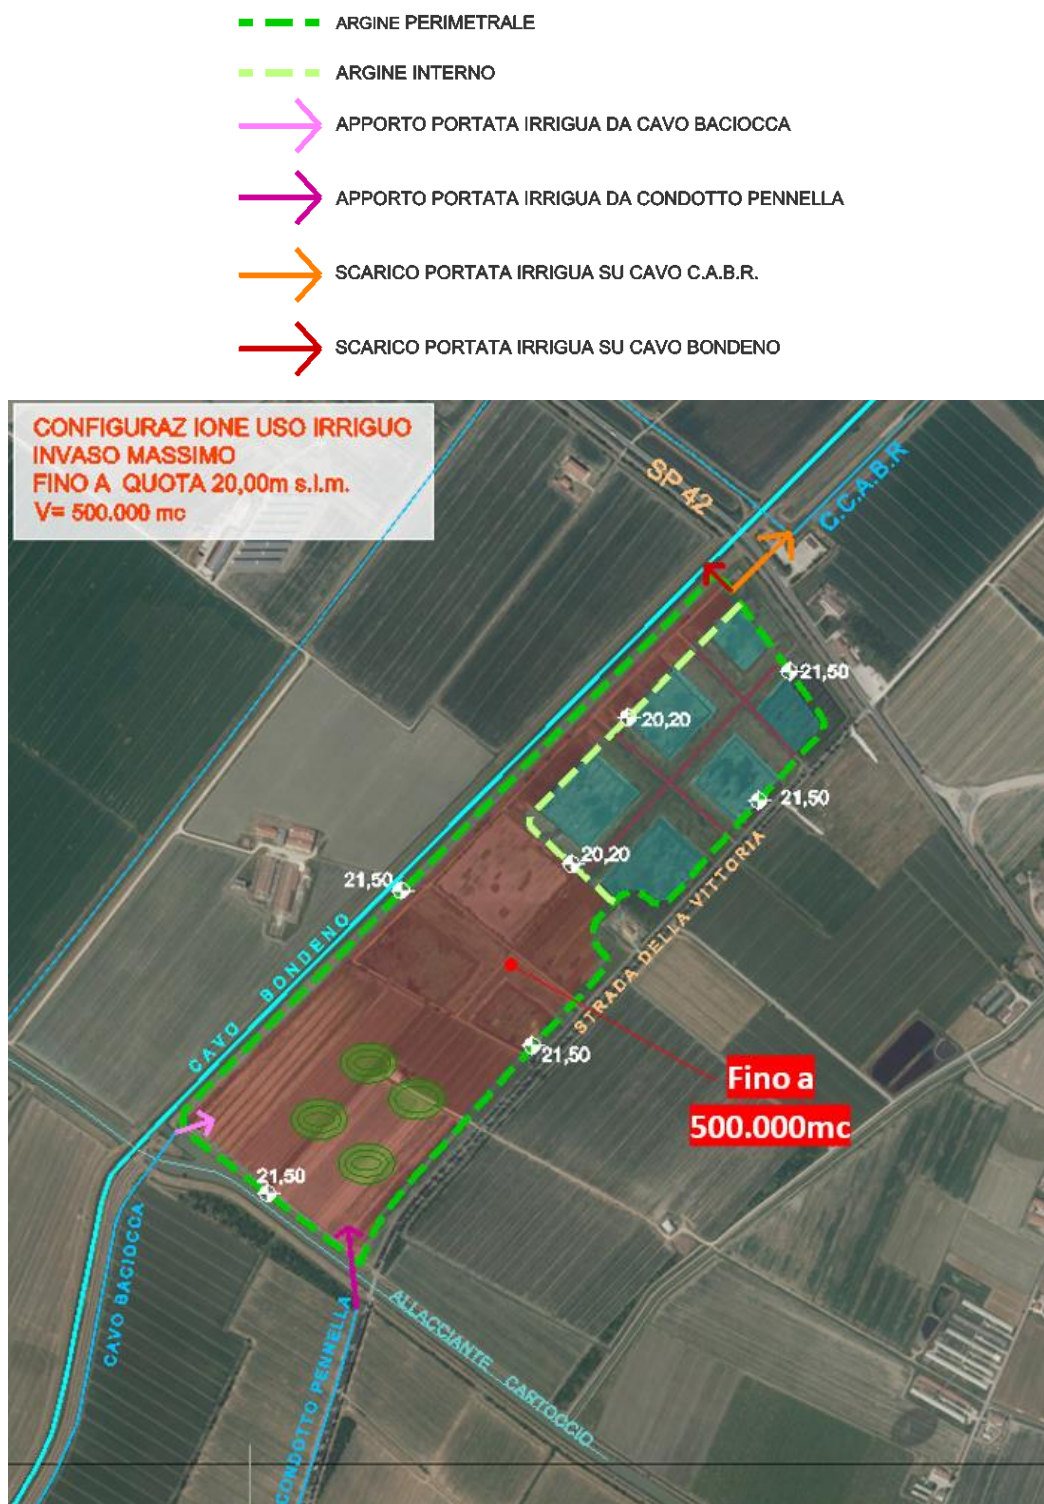 ARGINE PERIMETRALE
ARGINE INTERNO
APPORTO PORTATA IRRIGUA DA CAVO BACIOCCA
APPORTO PORTATA IRRIGUA DA CONDOTTO PENNELLA
SCARICO PORTATA IRRIGUA SU CAVO C.A.B.R.
SCARICO PORTATA IRRIGUA SU CAVO BONDENO
CONFIGURAZ IONE USO IRRIGUO
INVASO MASSIMO
FINO A QUOTA 20,00m s.l.m.
V= 500.000 mc
SP 42
C.C.A.B.R
21,50
20,20
21,50
20,20
21,50
CAVO BONDENO
STRADA DELLA VITTORIA
21,50
Fino a
500.000mc
21,50
CAVO BACIOCCA
CONDOTTO PENNELLA
ALLACCIANTE CARTOCCIO